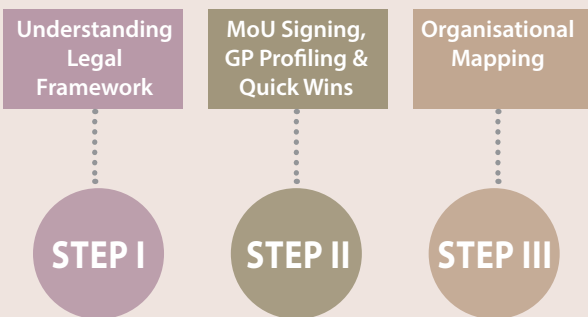 Understanding
Legal
Framework
MoU Signing,
GP Profiling &
Quick Wins
Organisational
Mapping
STEP I
STEP II
STEP III